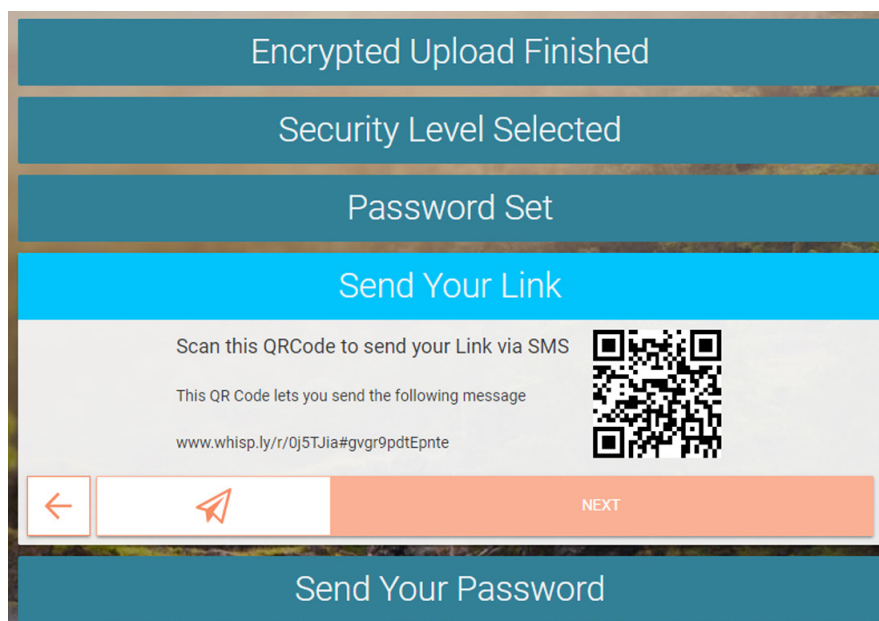 Encrypted Upload Finished
Security Level Selected
Password Set
Send Your Link
Scan this QRCode to send your Link via SMS
This QR Code lets you send the following message
www.whisp.ly/r/0j5TJia#gvgr9pdtEpnte
NEXT
Send Your Password